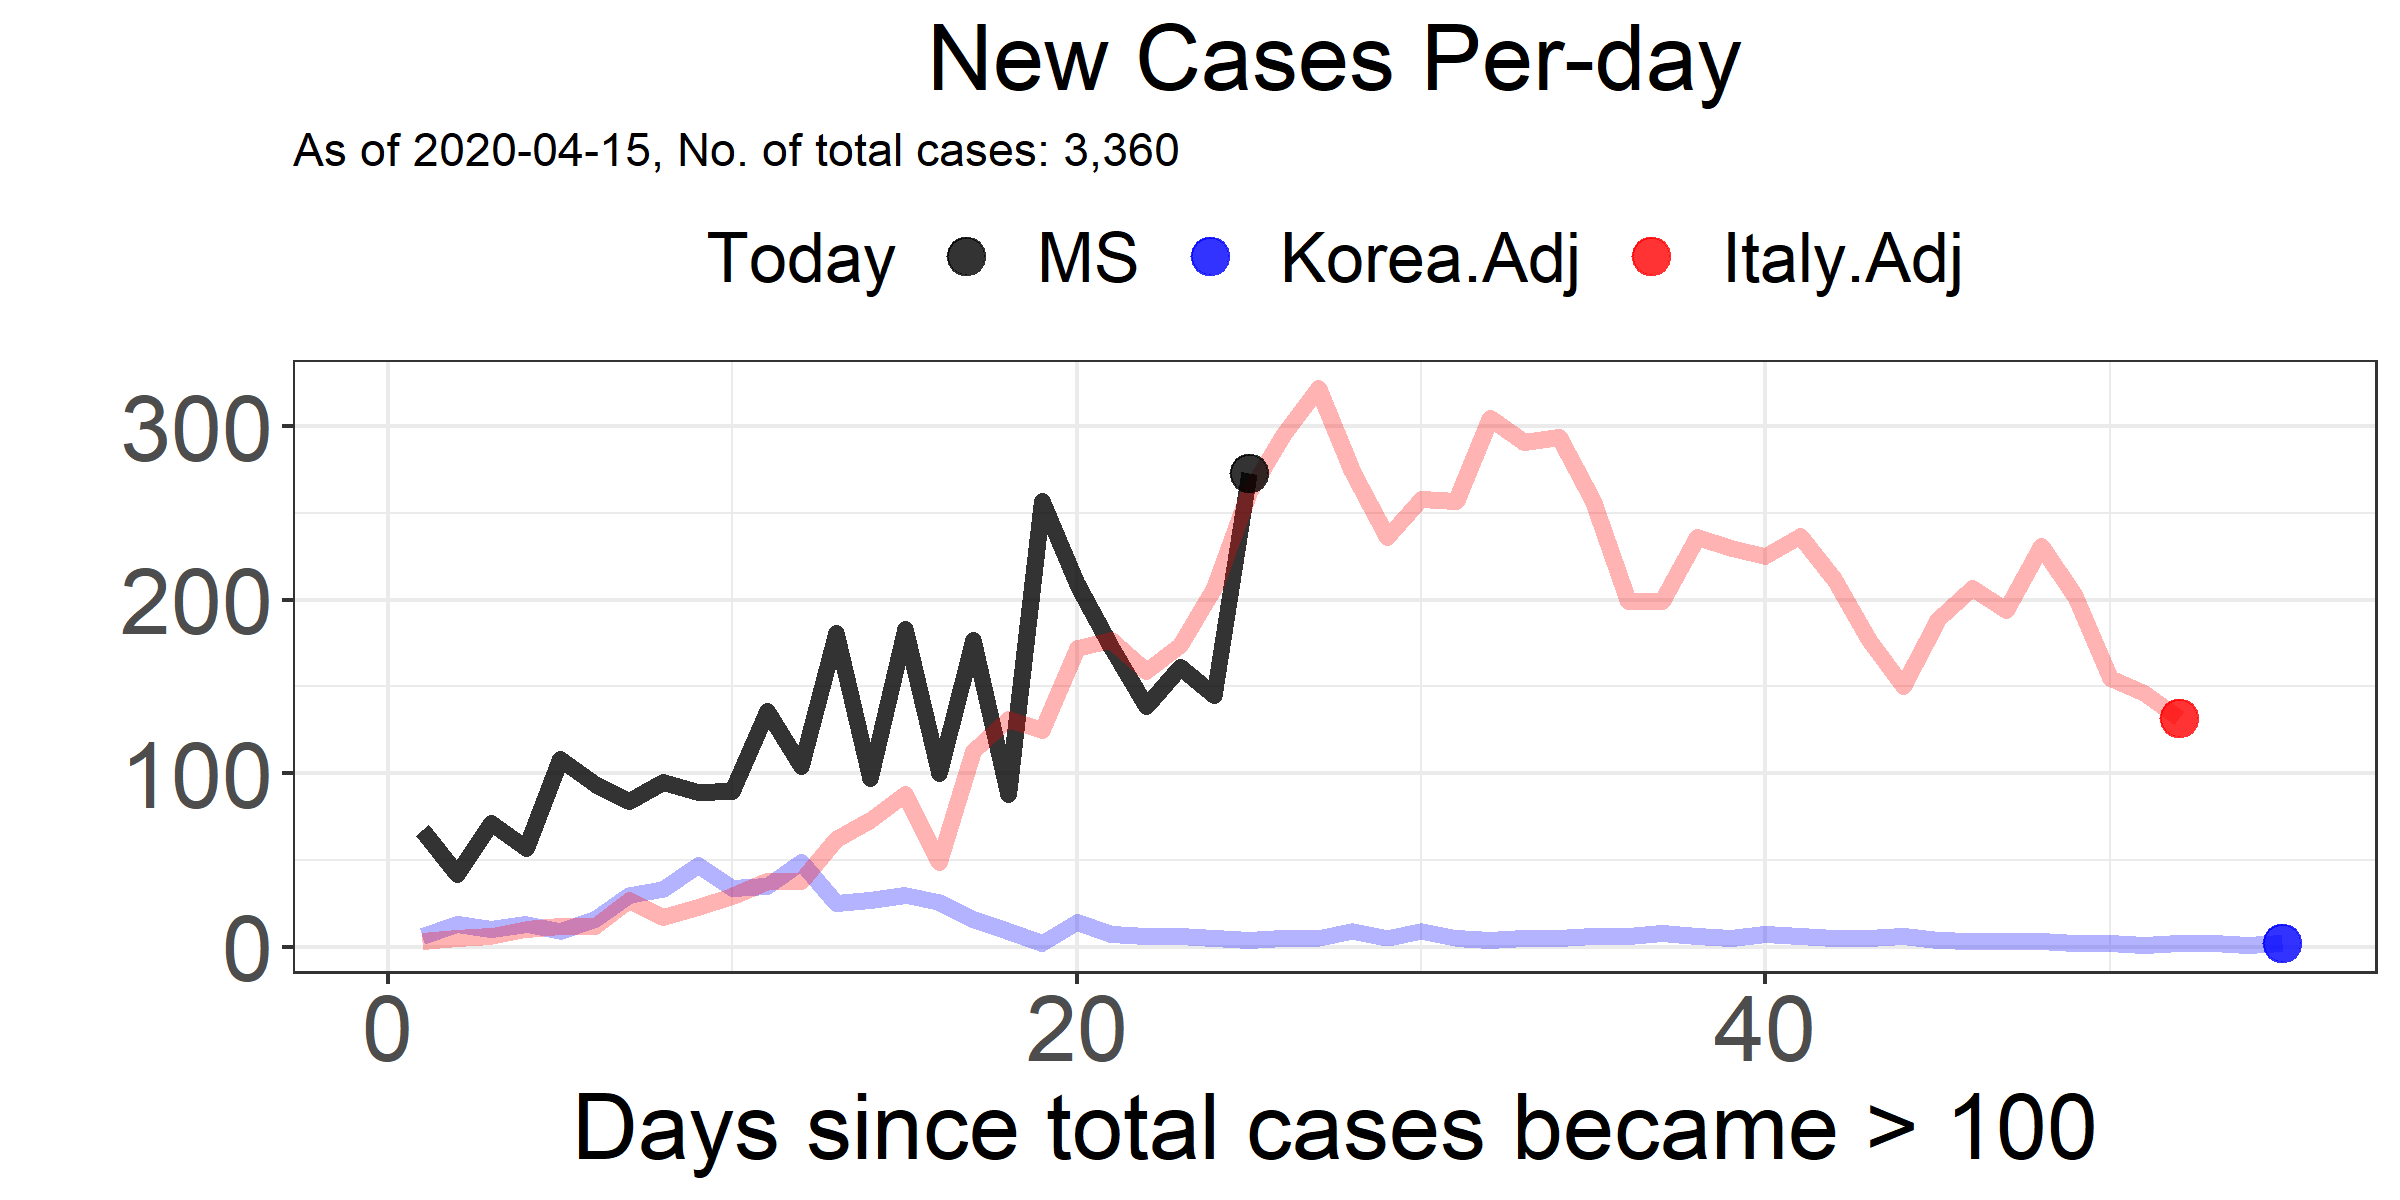 New Cases Per-day
As of 2020-04-15, No. of total cases: 3,360
Today MS Korea.Adj Italy.Adj
300
200
100
0
0 20 40
Days since total cases became > 100